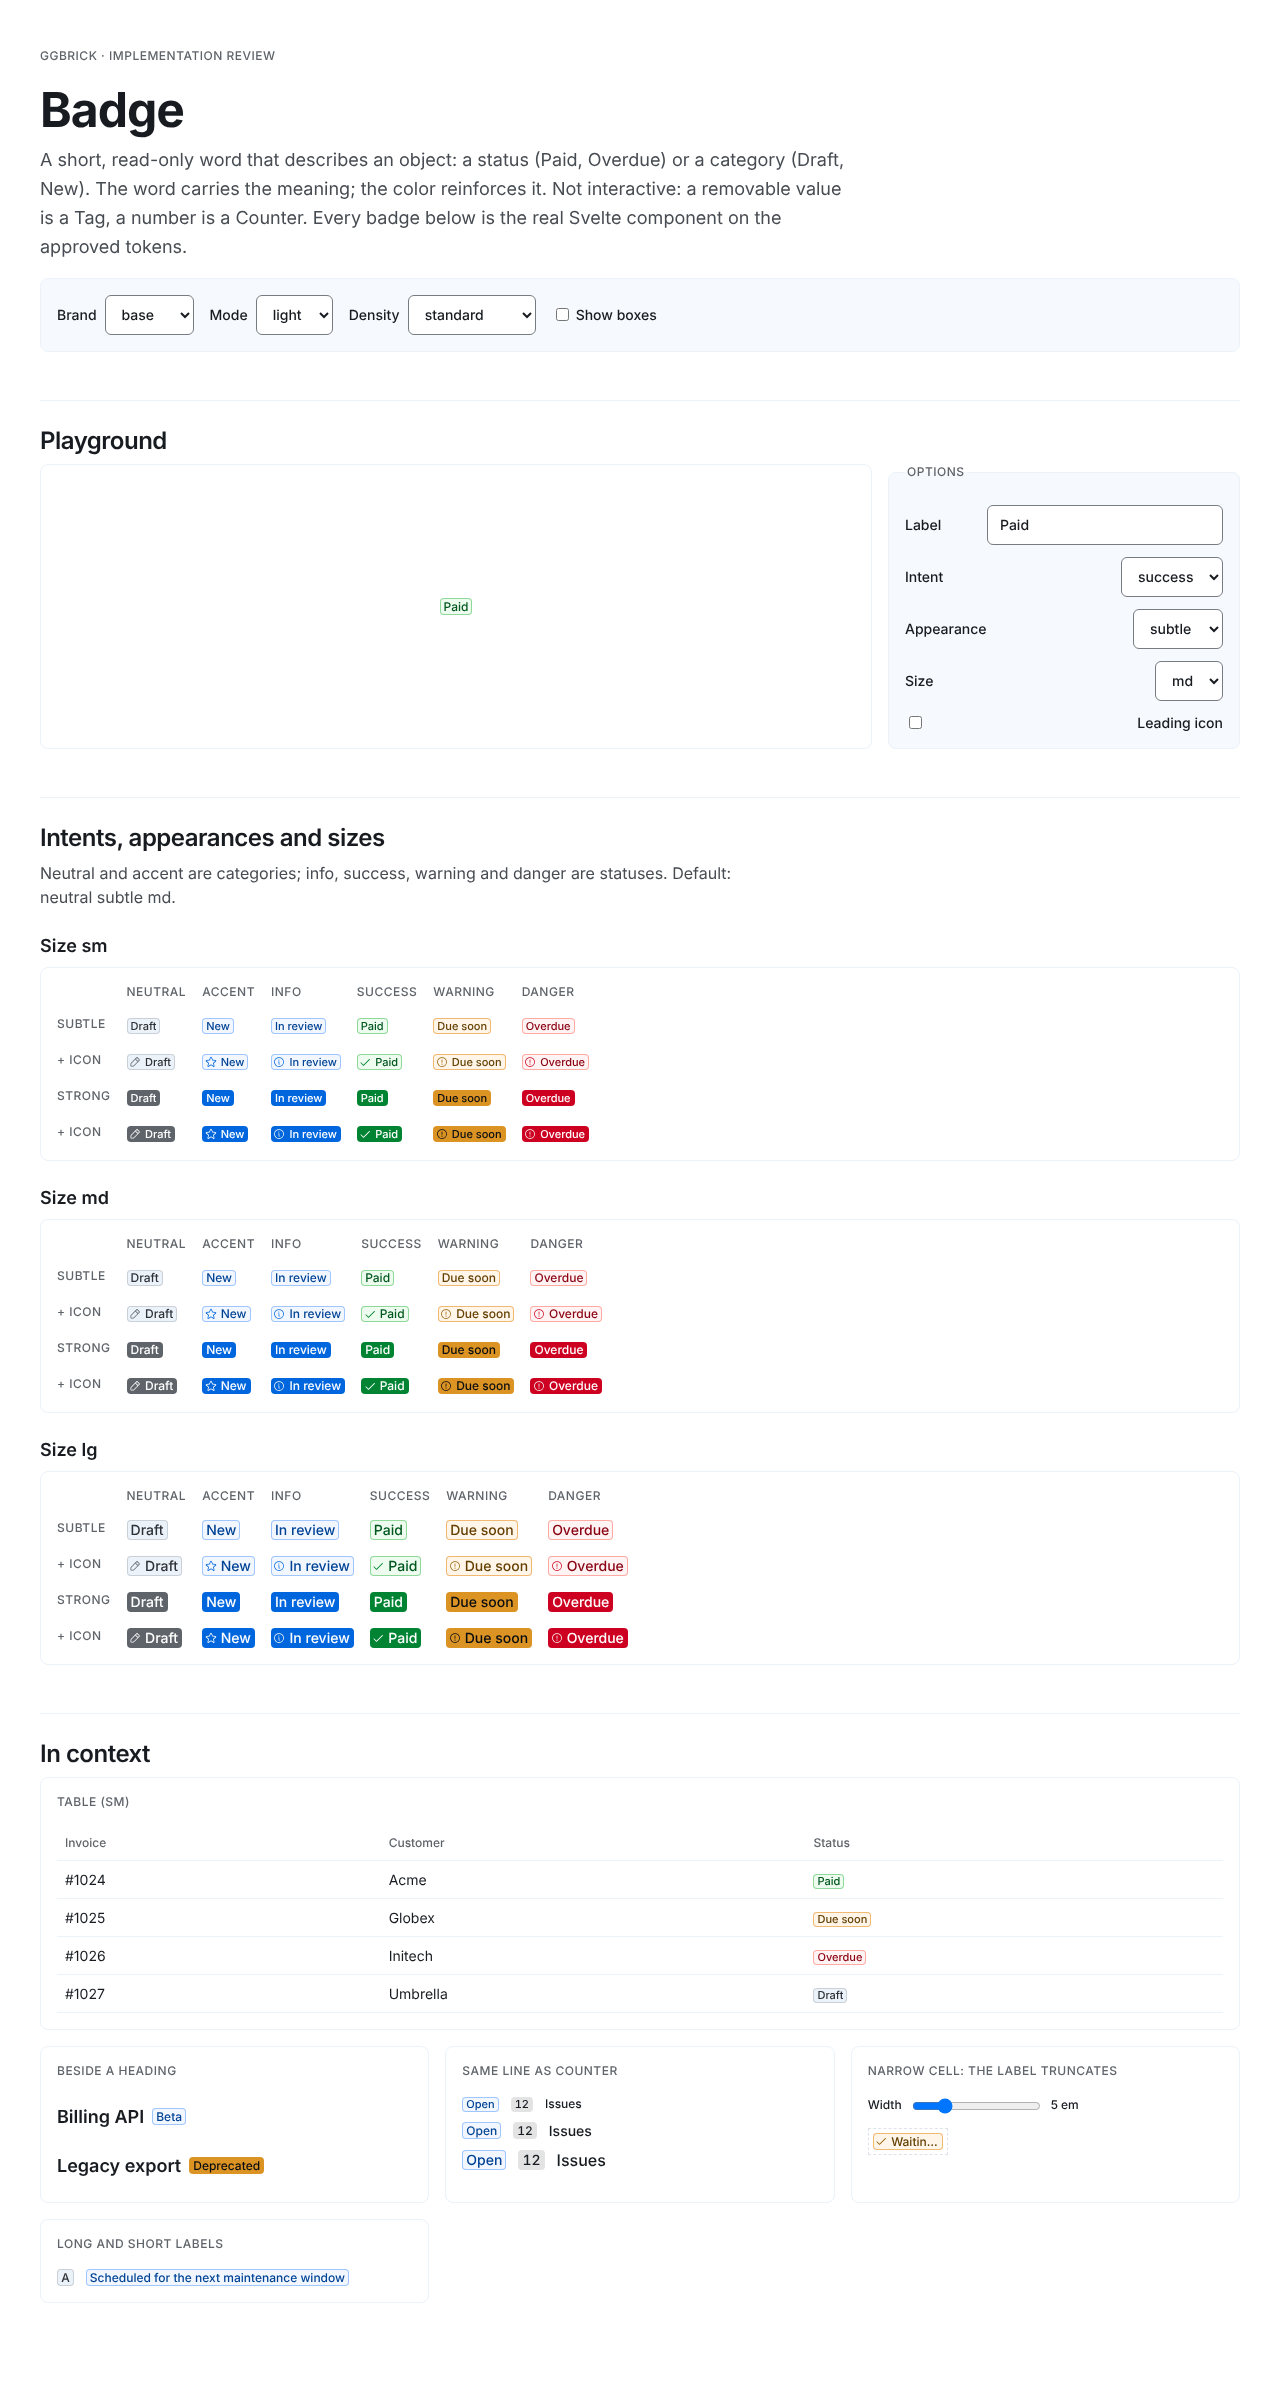 GGBRICK · IMPLEMENTATION REVIEW
Badge
A short, read-only word that describes an object: a status (Paid, Overdue) or a category (Draft,
New). The word carries the meaning; the color reinforces it. Not interactive: a removable value
is a Tag, a number is a Counter. Every badge below is the real Svelte component on the
approved tokens.
Brand base Mode light Density standard Show boxes
Playground
Paid
OPTIONS
Label Paid
Intent success
Appearance subtle
Size md
Leading icon
Intents, appearances and sizes
Neutral and accent are categories; info, success, warning and danger are statuses. Default:
neutral subtle md.
Size sm
NEUTRAL ACCENT INFO SUCCESS WARNING DANGER
SUBTLE Draft New In review Paid Due soon Overdue
+ ICON Draft New In review Paid Due soon Overdue
STRONG Draft New In review Paid Due soon Overdue
+ ICON Draft New In review Paid Due soon Overdue
Size md
NEUTRAL ACCENT INFO SUCCESS WARNING DANGER
SUBTLE Draft New In review Paid Due soon Overdue
+ ICON Draft New In review Paid Due soon Overdue
STRONG Draft New In review Paid Due soon Overdue
+ ICON Draft New In review Paid Due soon Overdue
Size lg
NEUTRAL ACCENT INFO SUCCESS WARNING DANGER
SUBTLE Draft New In review Paid Due soon Overdue
+ ICON Draft New In review Paid Due soon Overdue
STRONG Draft New In review Paid Due soon Overdue
+ ICON Draft New In review Paid Due soon Overdue
In context
TABLE (SM)
Invoice Customer Status
#1024 Acme Paid
#1025 Globex Due soon
#1026 Initech Overdue
#1027 Umbrella Draft
BESIDE A HEADING
Billing API Beta
Legacy export Deprecated
SAME LINE AS COUNTER
Open 12 Issues
Open 12 Issues
Open 12 Issues
NARROW CELL: THE LABEL TRUNCATES
Width 5 em
Waitin...
LONG AND SHORT LABELS
A Scheduled for the next maintenance window